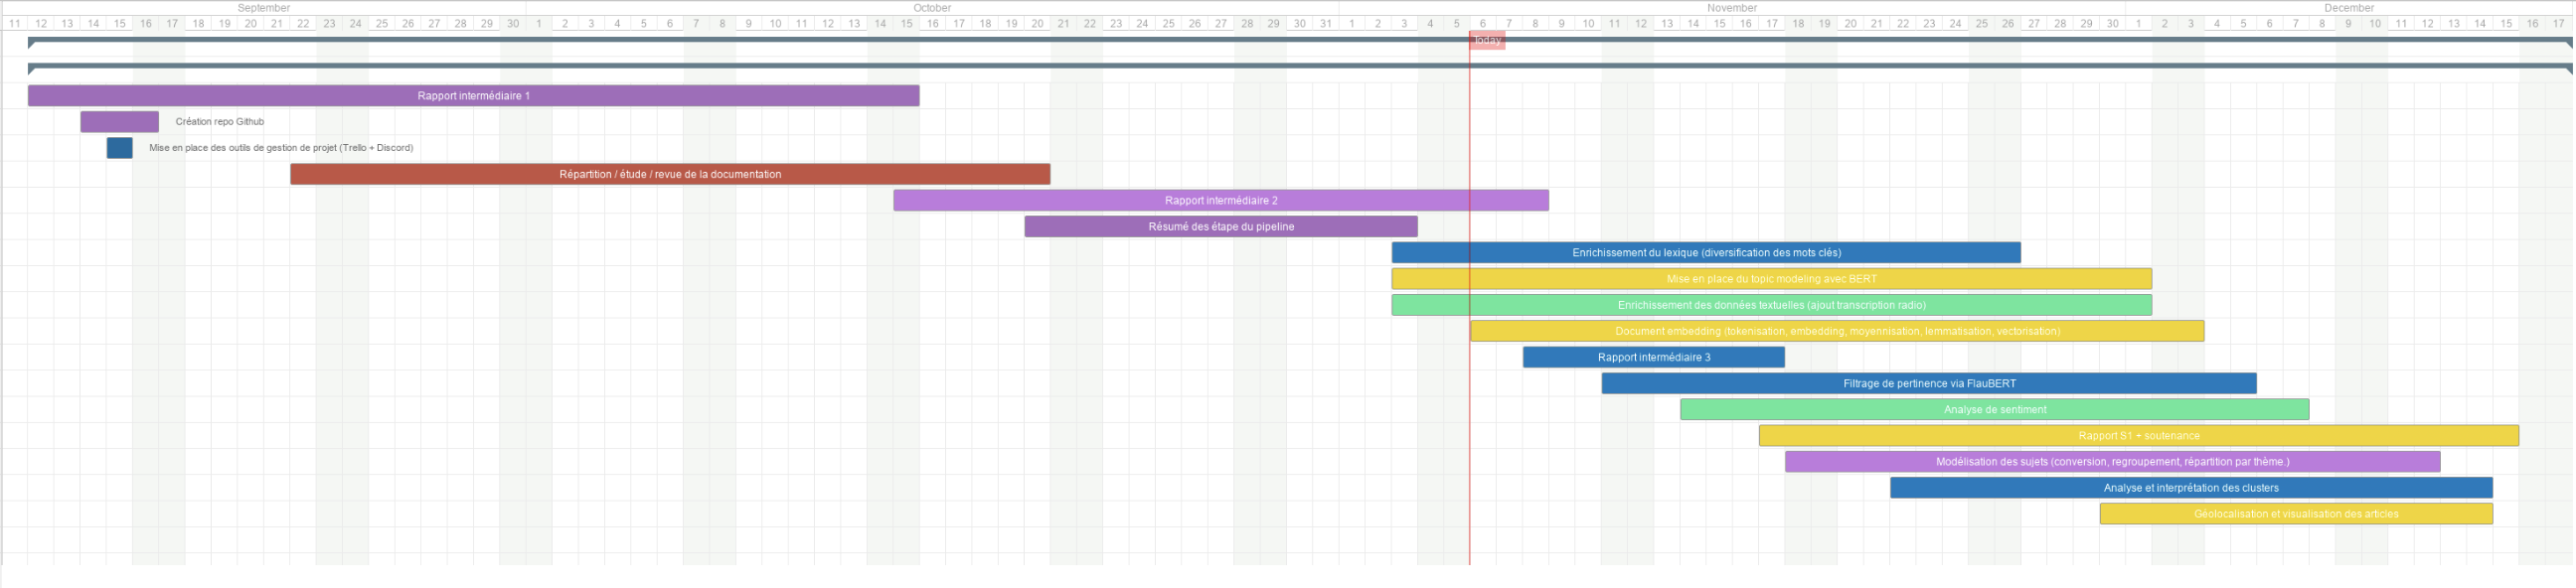 September October November December
11 12 13 14 15 16 17 18 19 20 21 22 23 24 25 26 27 28 29 30 1 2 3 4 5 6 7 8 9 10 11 12 13 14 15 16 17 18 19 20 21 22 23 24 25 26 27 28 29 30 31 1 2 3 4 5 6 7 8 9 10 11 12 13 14 15 16 17 18 19 20 21 22 23 24 25 26 27 28 29 30 1 2 3 4 5 6 7 8 9 10 11 12 13 14 15 16 17
Today
Rapport intermédiaire 1
Création repo Github
Mise en place des outils de gestion de projet (Trello + Discord)
Répartition / étude / revue de la documentation
Rapport intermédiaire 2
Résumé des étape du pipeline
Enrichissement du lexique (diversification des mots clés)
Mise en place du topic modeling avec BERT
Enrichissement des données textuelles (ajout transcription radio)
Document embedding (tokenisation, embedding, moyennisation, lemmatisation, vectorisation)
Rapport intermédiaire 3
Filtrage de pertinence via FlauBERT
Analyse de sentiment
Rapport S1 + soutenance
Modélisation des sujets (conversion, regroupement, répartition par thème.)
Analyse et interprétation des clusters
Géolocalisation et visualisation des articles